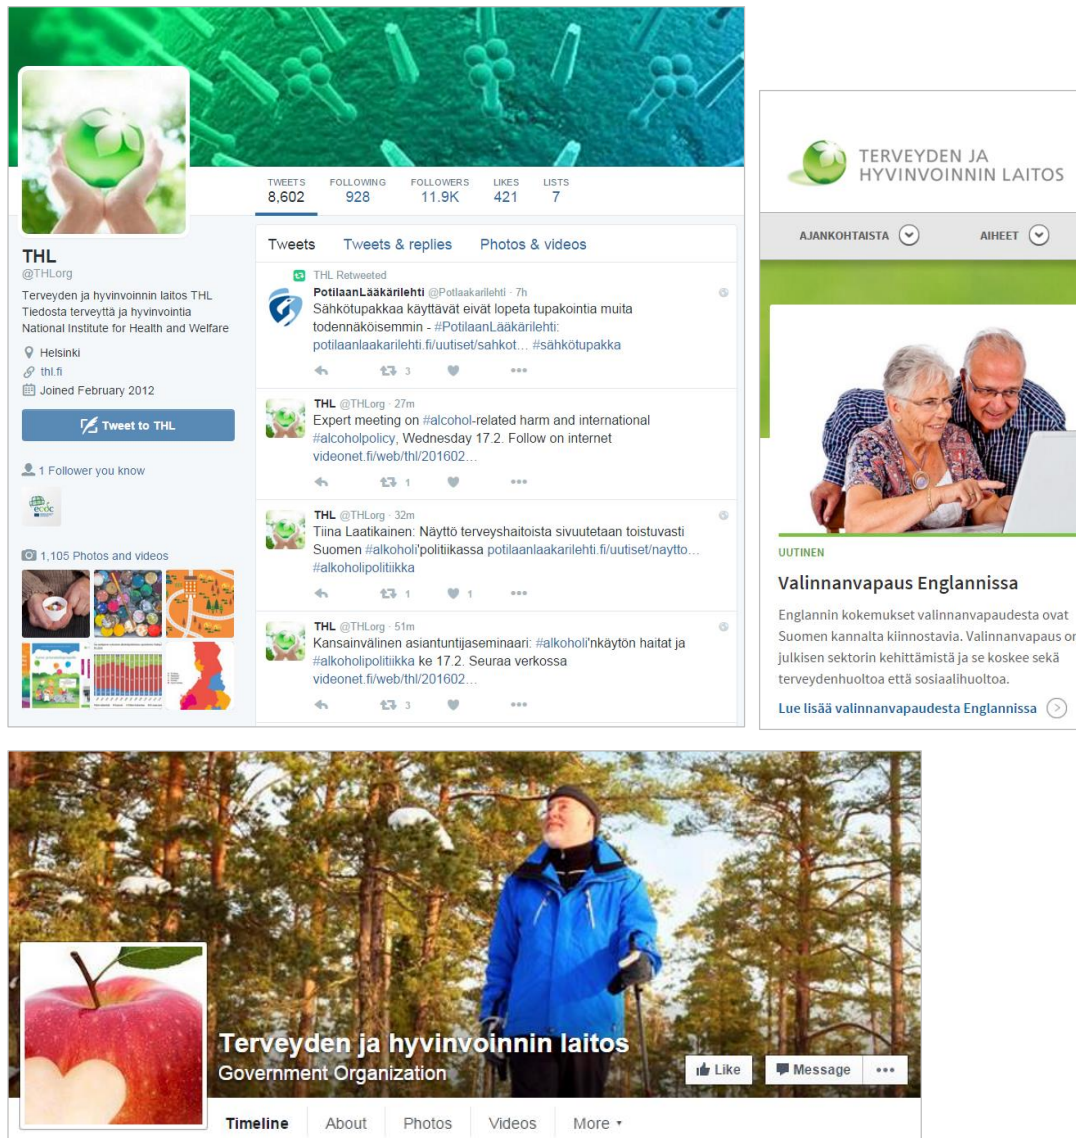 TWEETS FOLLOWING FOLLOWERS LIKES LISTS
8,602 928 11.9K 421 7
THL
@THLorg
Terveyden ja hyvinvoinnin laitos THL
Tiedosta terveyttä ja hyvinvointia
National Institute for Health and Welfare
Helsinki
thl.fi
Joined February 2012
Tweet to THL
1 Follower you know
ecdc
1,105 Photos and videos
Tweets Tweets & replies Photos & videos
THL Retweeted
PotilaanLääkärilehti @Potlaakarilehti · 7h
Sähkötupakkaa käyttävät eivät lopeta tupakointia muita
todennäköisemmin - #PotilaanLääkärilehti:
potilaanlaakarilehti.fi/uutiset/sahkot… #sähkötupakka
3
THL @THLorg · 27m
Expert meeting on #alcohol-related harm and international
#alcoholpolicy, Wednesday 17.2. Follow on internet
videonet.fi/web/thl/201602…
1
THL @THLorg · 32m
Tiina Laatikainen: Näyttö terveyshaitoista sivuutetaan toistuvasti
Suomen #alkoholi'politiikassa potilaanlaakarilehti.fi/uutiset/naytto…
#alkoholipolitiikka
1 1
THL @THLorg · 51m
Kansainvälinen asiantuntijaseminaari: #alkoholi'nkäytön haitat ja
#alkoholipolitiikka ke 17.2. Seuraa verkossa
videonet.fi/web/thl/201602…
3
TERVEYDEN JA
HYVINVOINNIN LAITOS
AJANKOHTAISTA AIHEET
UUTINEN
Valinnanvapaus Englannissa
Englannin kokemukset valinnanvapaudesta ovat
Suomen kannalta kiinnostavia. Valinnanvapaus on
julkisen sektorin kehittämistä ja se koskee sekä
terveydenhuoltoa että sosiaalihuoltoa.
Lue lisää valinnanvapaudesta Englannissa
Terveyden ja hyvinvoinnin laitos
Government Organization
Like Message
Timeline About Photos Videos More